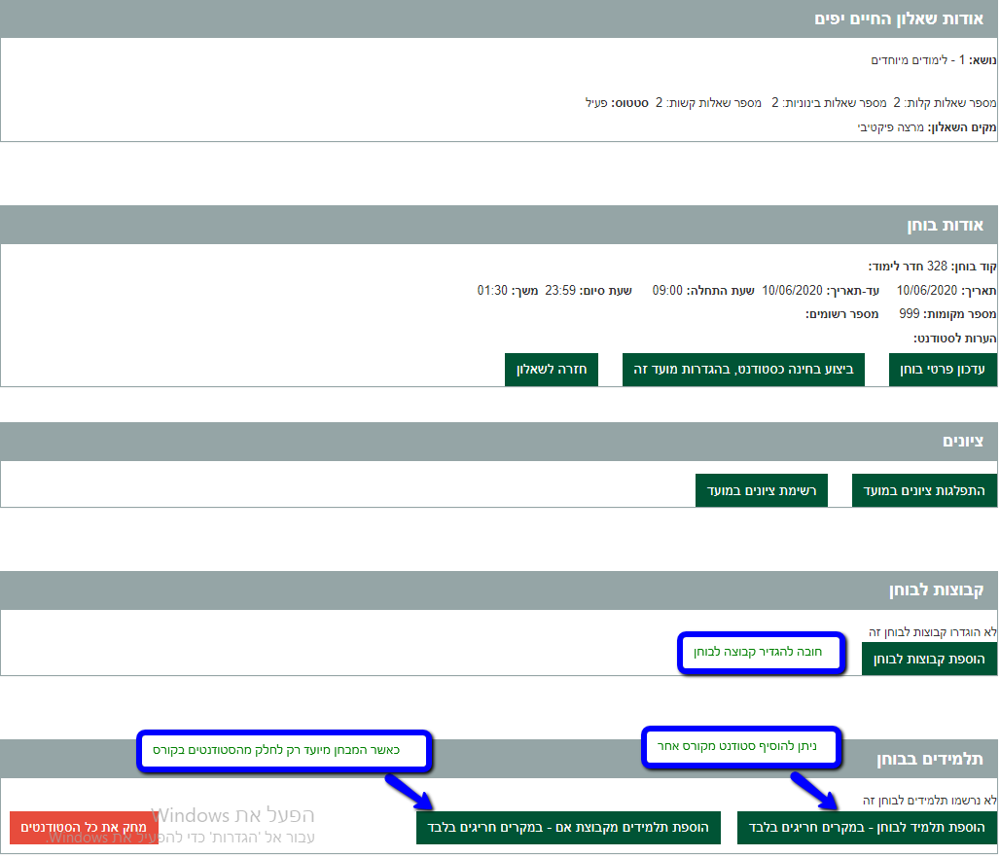 אודות שאלון החיים יפים
נושא: 1 - לימודים מיוחדים
מספר שאלות קלות: 2 מספר שאלות בינוניות: 2 מספר שאלות קשות: 2 סטטוס: פעיל
מקים השאלון: מרצה פיקטיבי
אודות בוחן
קוד בוחן: 328 חדר לימוד:
תאריך: 10/06/2020 עד-תאריך: 10/06/2020 שעת התחלה: 09:00 שעת סיום: 23:59 משך: 01:30
מספר מקומות: 999 מספר רשומים:
הערות לסטודנט:
עדכון פרטי בוחן ביצוע בחינה כסטודנט, בהגדרות מועד זה חזרה לשאלון
ציונים
התפלגות ציונים במועד רשימת ציונים במועד
קבוצות לבוחן
לא הוגדרו קבוצות לבוחן זה
חובה להגדיר קבוצה לבוחן
הוספת קבוצות לבוחן
ניתן להוסיף סטודנט מקורס אחר
כאשר המבחן מיועד רק לחלק מהסטודנטים בקורס
תלמידים בבוחן
לא נרשמו תלמידים לבוחן זה
הפעל את Windows
הוספת תלמיד לבוחן - במקרים חריגים בלבד הוספת תלמידים מקבוצת אם - במקרים חריגים בלבד מחק את כל הסטודנטים
עבור אל 'הגדרות' כדי להפעיל את Windows.